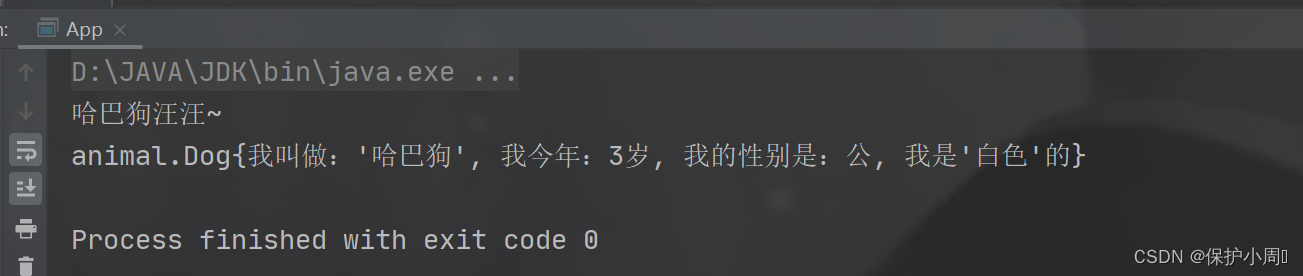 n: App
D:\JAVA\JDK\bin\java.exe ...
哈巴狗汪汪~
animal.Dog{我叫做：'哈巴狗', 我今年：3岁, 我的性别是：公, 我是'白色'的}
Process finished with exit code 0
CSDN @保护小周